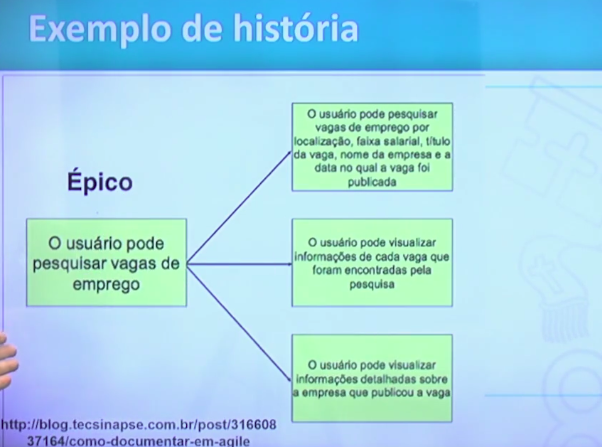 Exemplo de história
Épico
O usuário pode
pesquisar vagas de
emprego
O usuário pode pesquisar
vagas de emprego por
localização, faixa salarial, título
da vaga, nome da empresa e a
data no qual a vaga foi
publicada
O usuário pode visualizar
informações de cada vaga que
foram encontradas pela
pesquisa
O usuário pode visualizar
informações detalhadas sobre
a empresa que publicou a vaga
http://blog.tecsinapse.com.br/post/316608
37164/como-documentar-em-agile